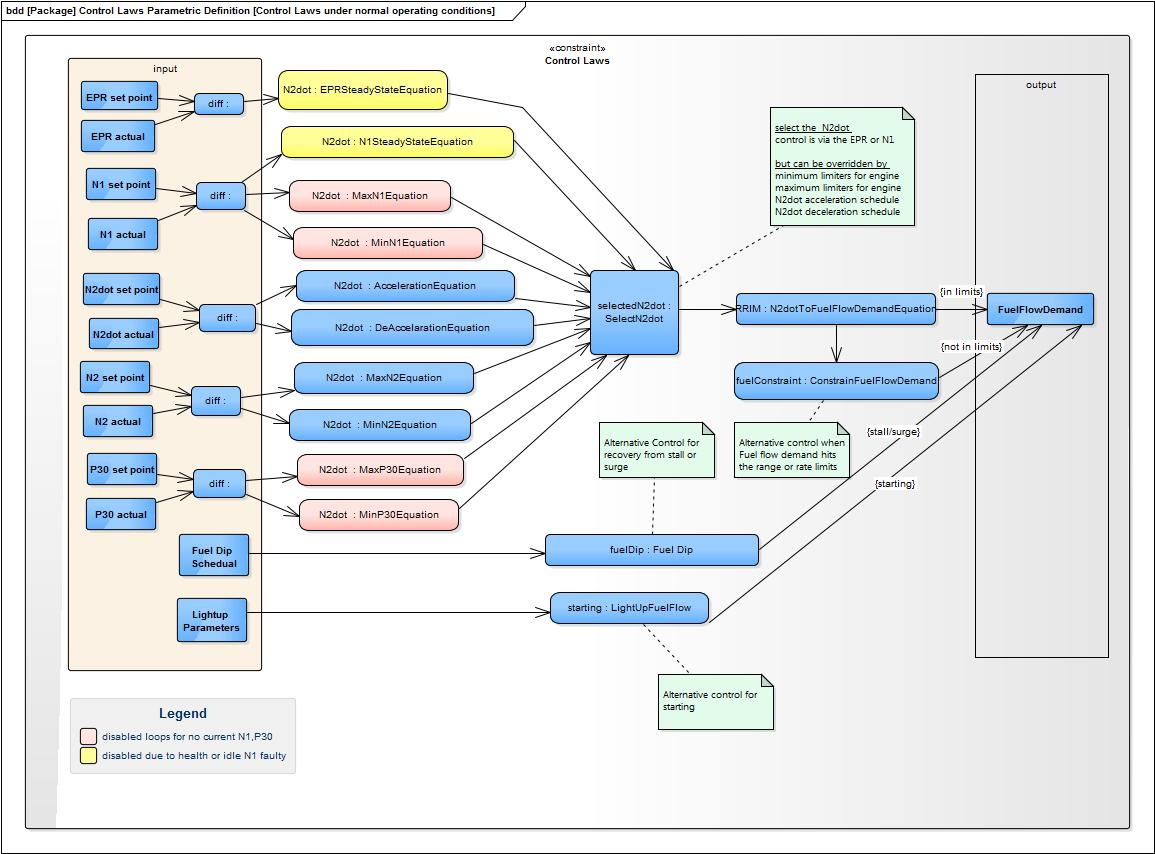 bdd [Package] Control Laws Parametric Definition [Control Laws under normal operating conditions]
«constraint»
Control Laws
input
EPR set point
EPR actual
diff :
N2dot : EPRSteadyStateEquation
N2dot : N1SteadyStateEquation
N1 set point
N1 actual
diff :
N2dot : MaxN1Equation
N2dot : MinN1Equation
N2dot set point
N2dot actual
diff :
N2dot : AccelerationEquation
N2dot : DeAccelarationEquation
N2 set point
N2 actual
diff :
N2dot : MaxN2Equation
N2dot : MinN2Equation
P30 set point
P30 actual
diff :
N2dot : MaxP30Equation
N2dot : MinP30Equation
Fuel Dip
Schedual
Lightup
Parameters
selectedN2dot :
SelectN2dot
select the N2dot
control is via the EPR or N1
but can be overridden by
minimum limiters for engine
maximum limiters for engine
N2dot acceleration schedule
N2dot deceleration schedule
RRIM : N2dotToFuelFlowDemandEquation
fuelConstraint : ConstrainFuelFlowDemand
{in limits}
{not in limits}
{stall/surge}
{starting}
output
FuelFlowDemand
Alternative Control for
recovery from stall or
surge
Alternative control when
Fuel flow demand hits
the range or rate limits
fuelDip : Fuel Dip
starting : LightUpFuelFlow
Alternative control for
starting
Legend
disabled loops for no current N1,P30
disabled due to health or idle N1 faulty